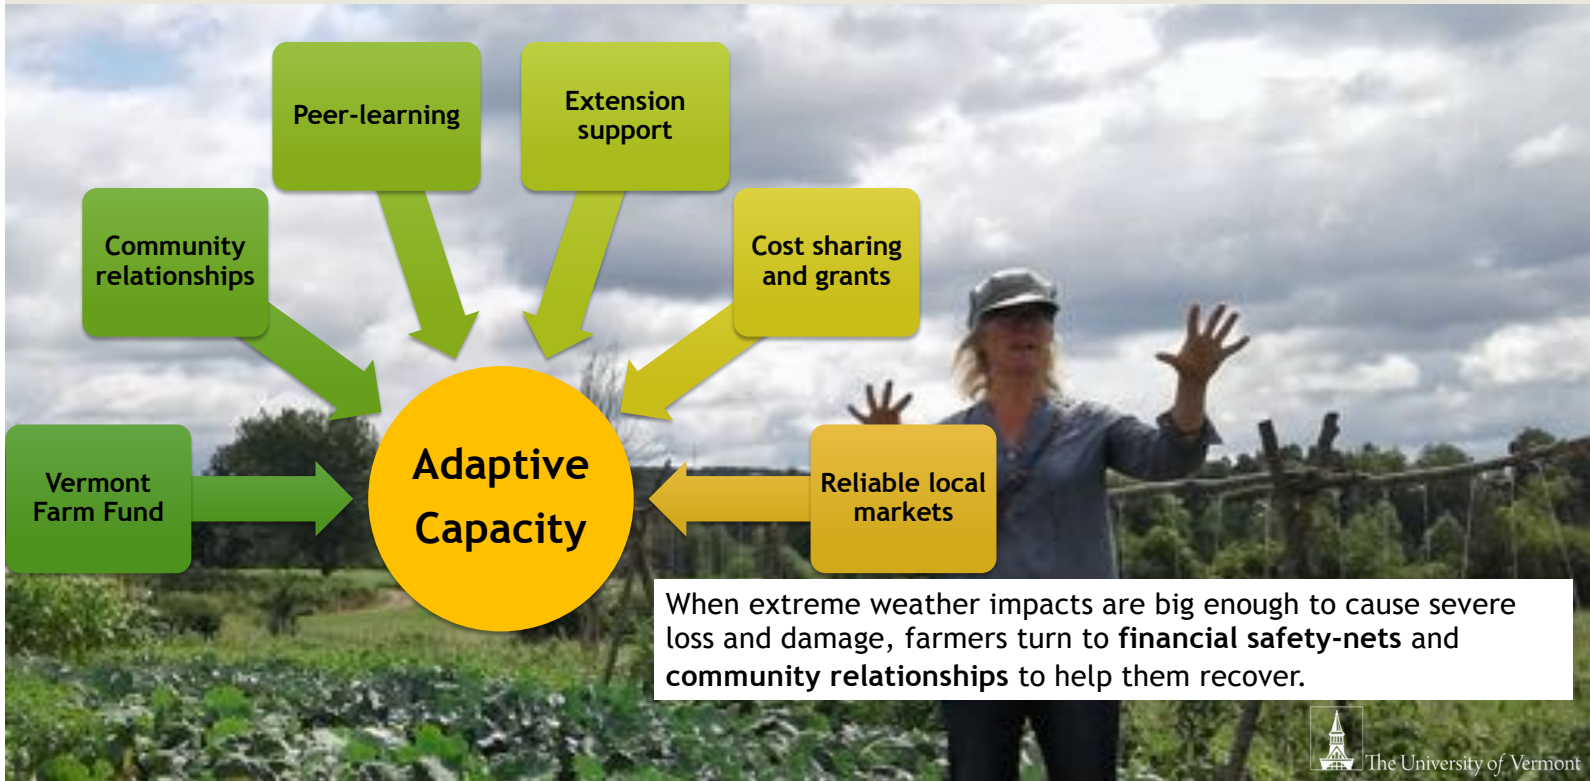 Peer-learning
Extension
support
Community
relationships
Cost sharing
and grants
Vermont
Farm Fund
Adaptive
Capacity
Reliable local
markets
When extreme weather impacts are big enough to cause severe
loss and damage, farmers turn to financial safety-nets and
community relationships to help them recover.
The University of Vermont